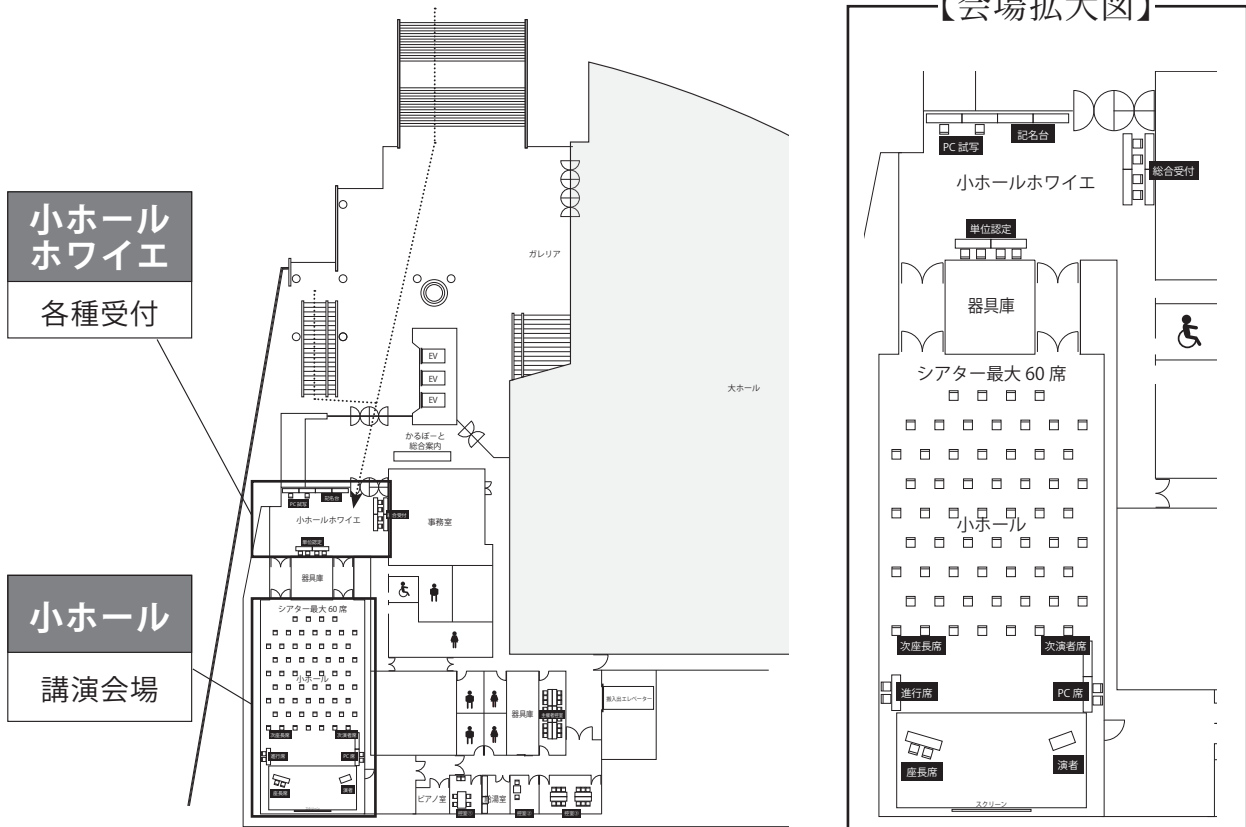 小ホール
ホワイエ
各種受付
小ホール
講演会場
ガレリア
EV
EV
EV
かるぽーと
総合案内
大ホール
PC 試写
記名台
小ホールホワイエ
単位認定
事務室
器具庫
シアター最大 60 席
小ホール
次座長席
次演者席
進行席
PC 席
座長席
演者
器具庫
搬入出エレベーター
ピアノ室
【会場拡大図】
PC 試写
記名台
総合受付
小ホールホワイエ
単位認定
器具庫
シアター最大 60 席
小ホール
次座長席
次演者席
進行席
PC 席
座長席
演者
スクリーン